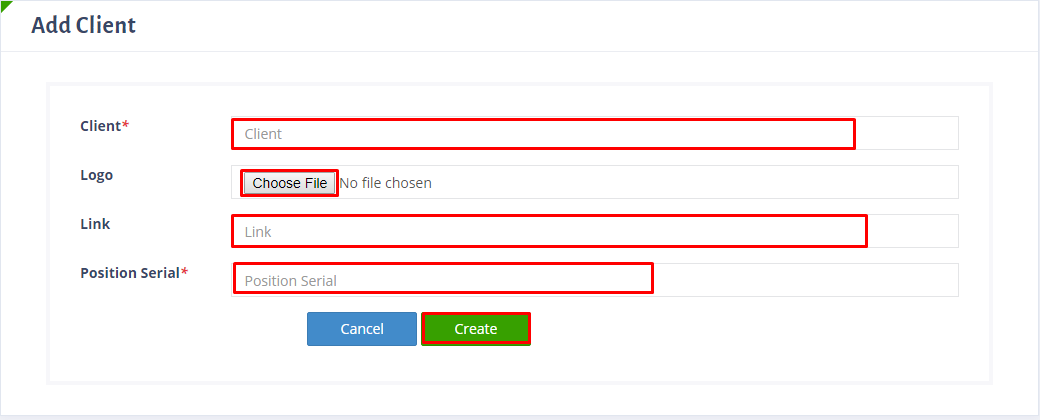 Add Client
Client*
Client
Logo
Choose File No file chosen
Link
Link
Position Serial*
Position Serial
Cancel
Create